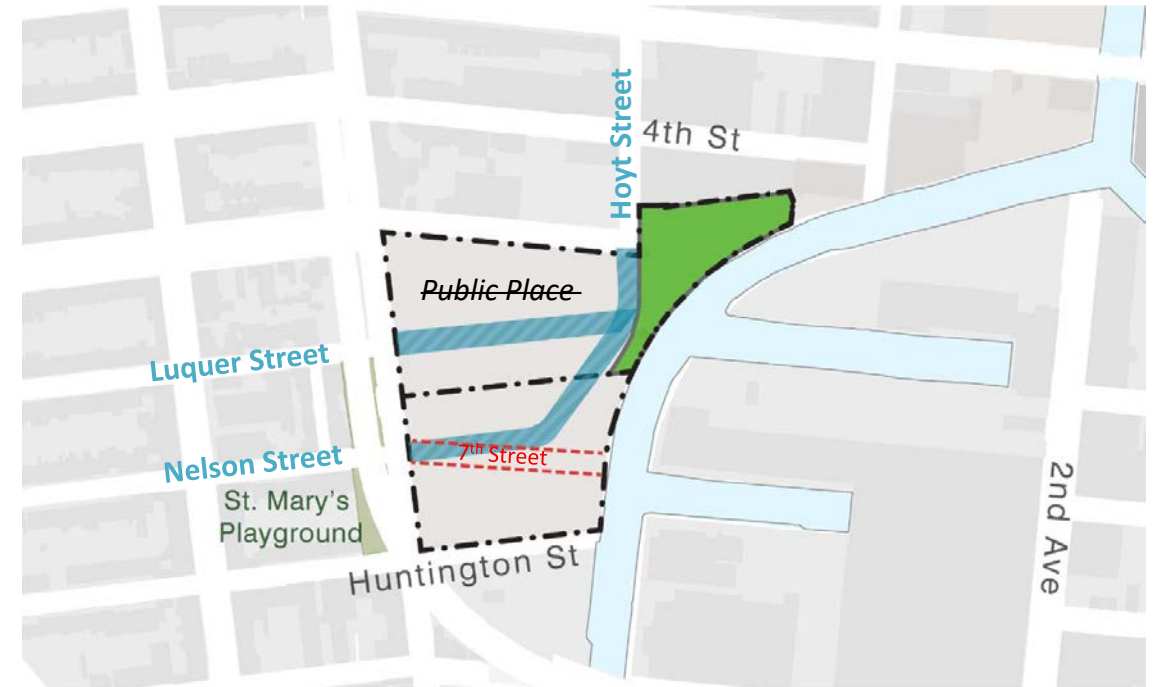 Hoyt Street
4th St
Public Place
Luquer Street
Nelson Street
7th Street
St. Mary's
Playground
Huntington St
2nd Ave